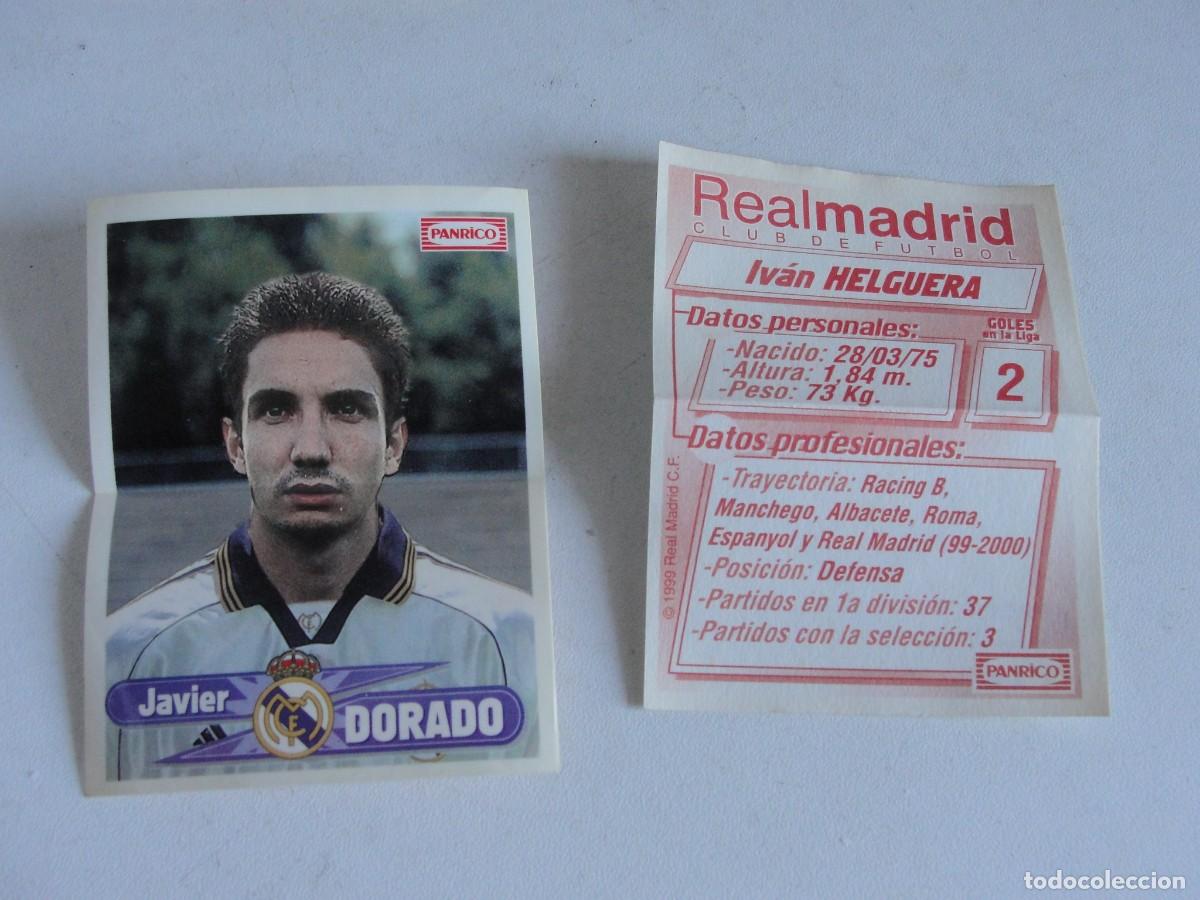 PANRICO
Javier
DORADO
Realmadrid
CLUB DE FUTBOL
Iván HELGUERA
Datos personales:
-Nacido: 28/03/75
-Altura: 1,84 m.
-Peso: 73 Kg.
GOLES
en la Liga
2
Datos profesionales:
-Trayectoria: Racing B,
Manchego, Albacete, Roma,
Espanyol y Real Madrid (99-2000)
-Posición: Defensa
-Partidos en 1a división: 37
-Partidos con la selección: 3
© 1999 Real Madrid C.F.
PANRICO
todocoleccion